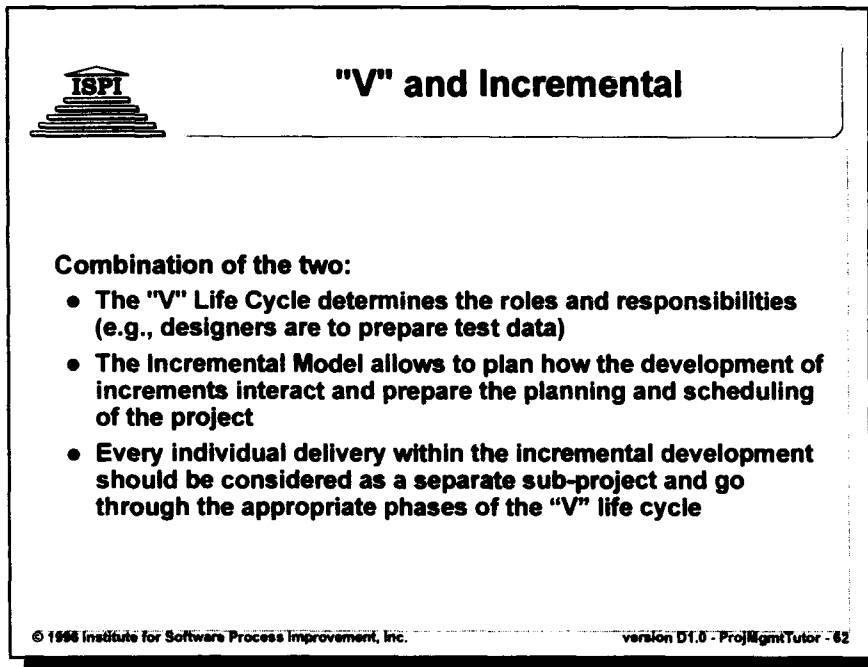 ISPI
"V" and Incremental
Combination of the two:
● The "V" Life Cycle determines the roles and responsibilities
(e.g., designers are to prepare test data)
● The Incremental Model allows to plan how the development of
increments interact and prepare the planning and scheduling
of the project
● Every individual delivery within the incremental development
should be considered as a separate sub-project and go
through the appropriate phases of the “V” life cycle
© Institute for Software Process Improvement, Inc.
version D1.0 - ProjMgmtTutor - 62